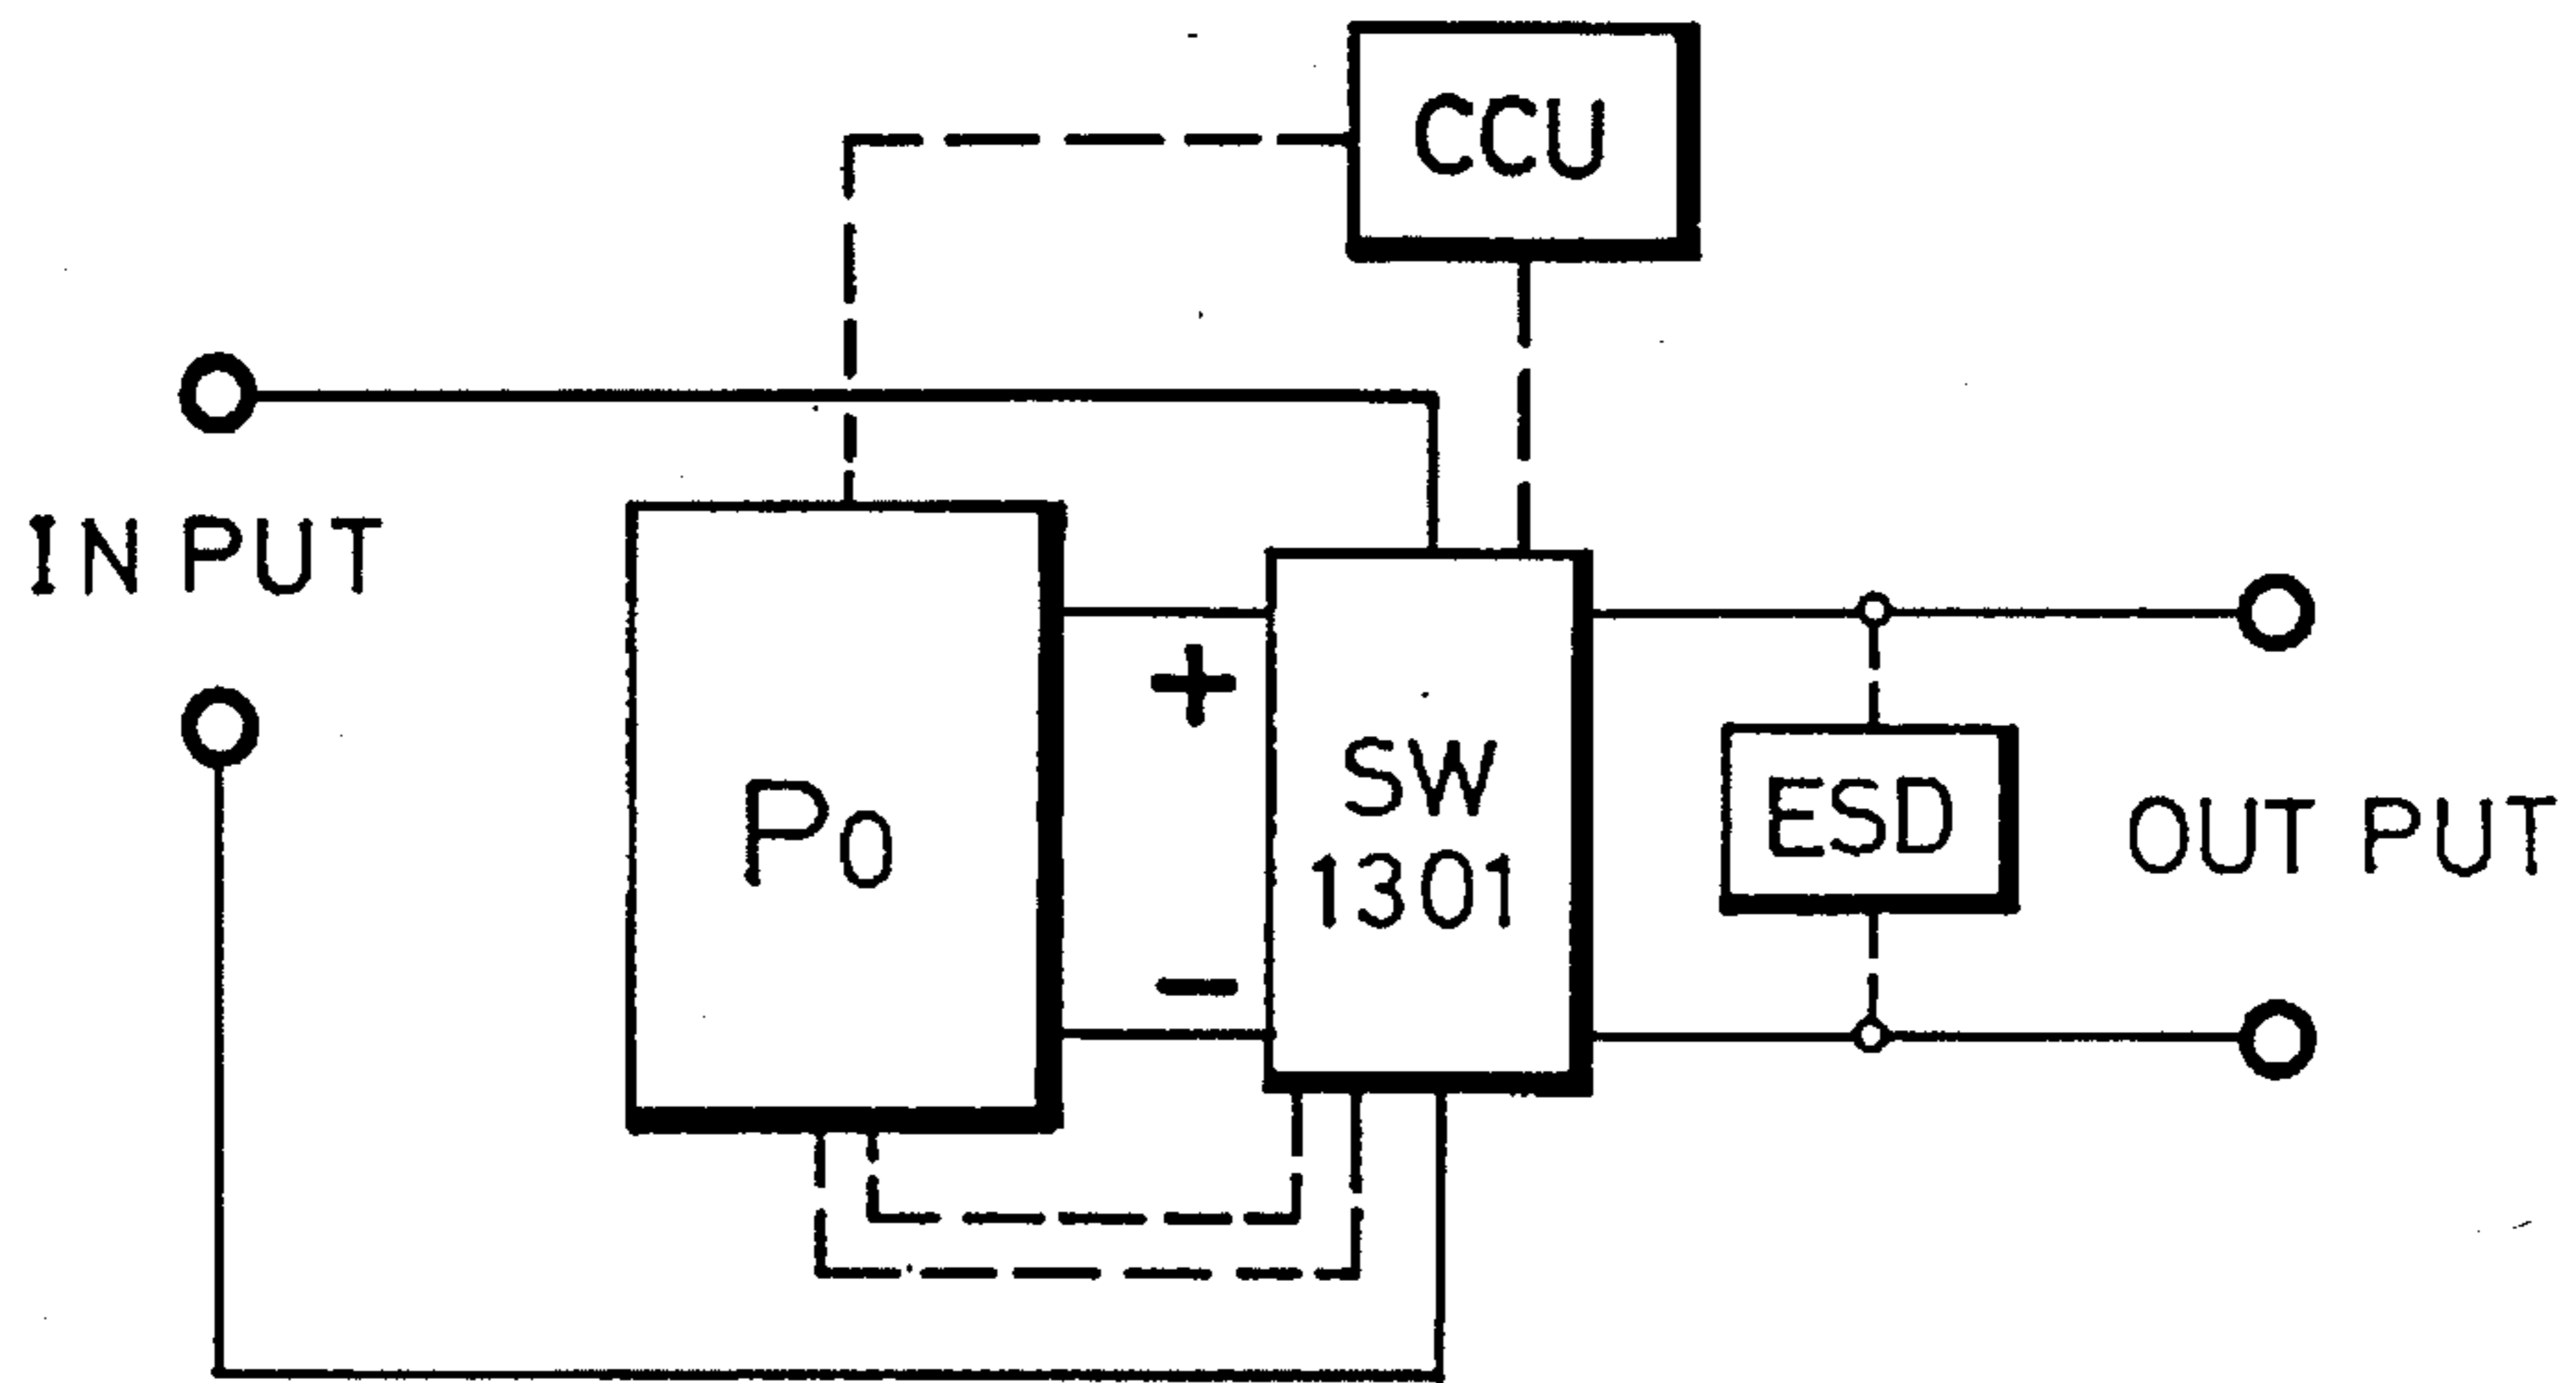 CCU
IN PUT
+
SW
1301
P0
ESD
OUT PUT
−